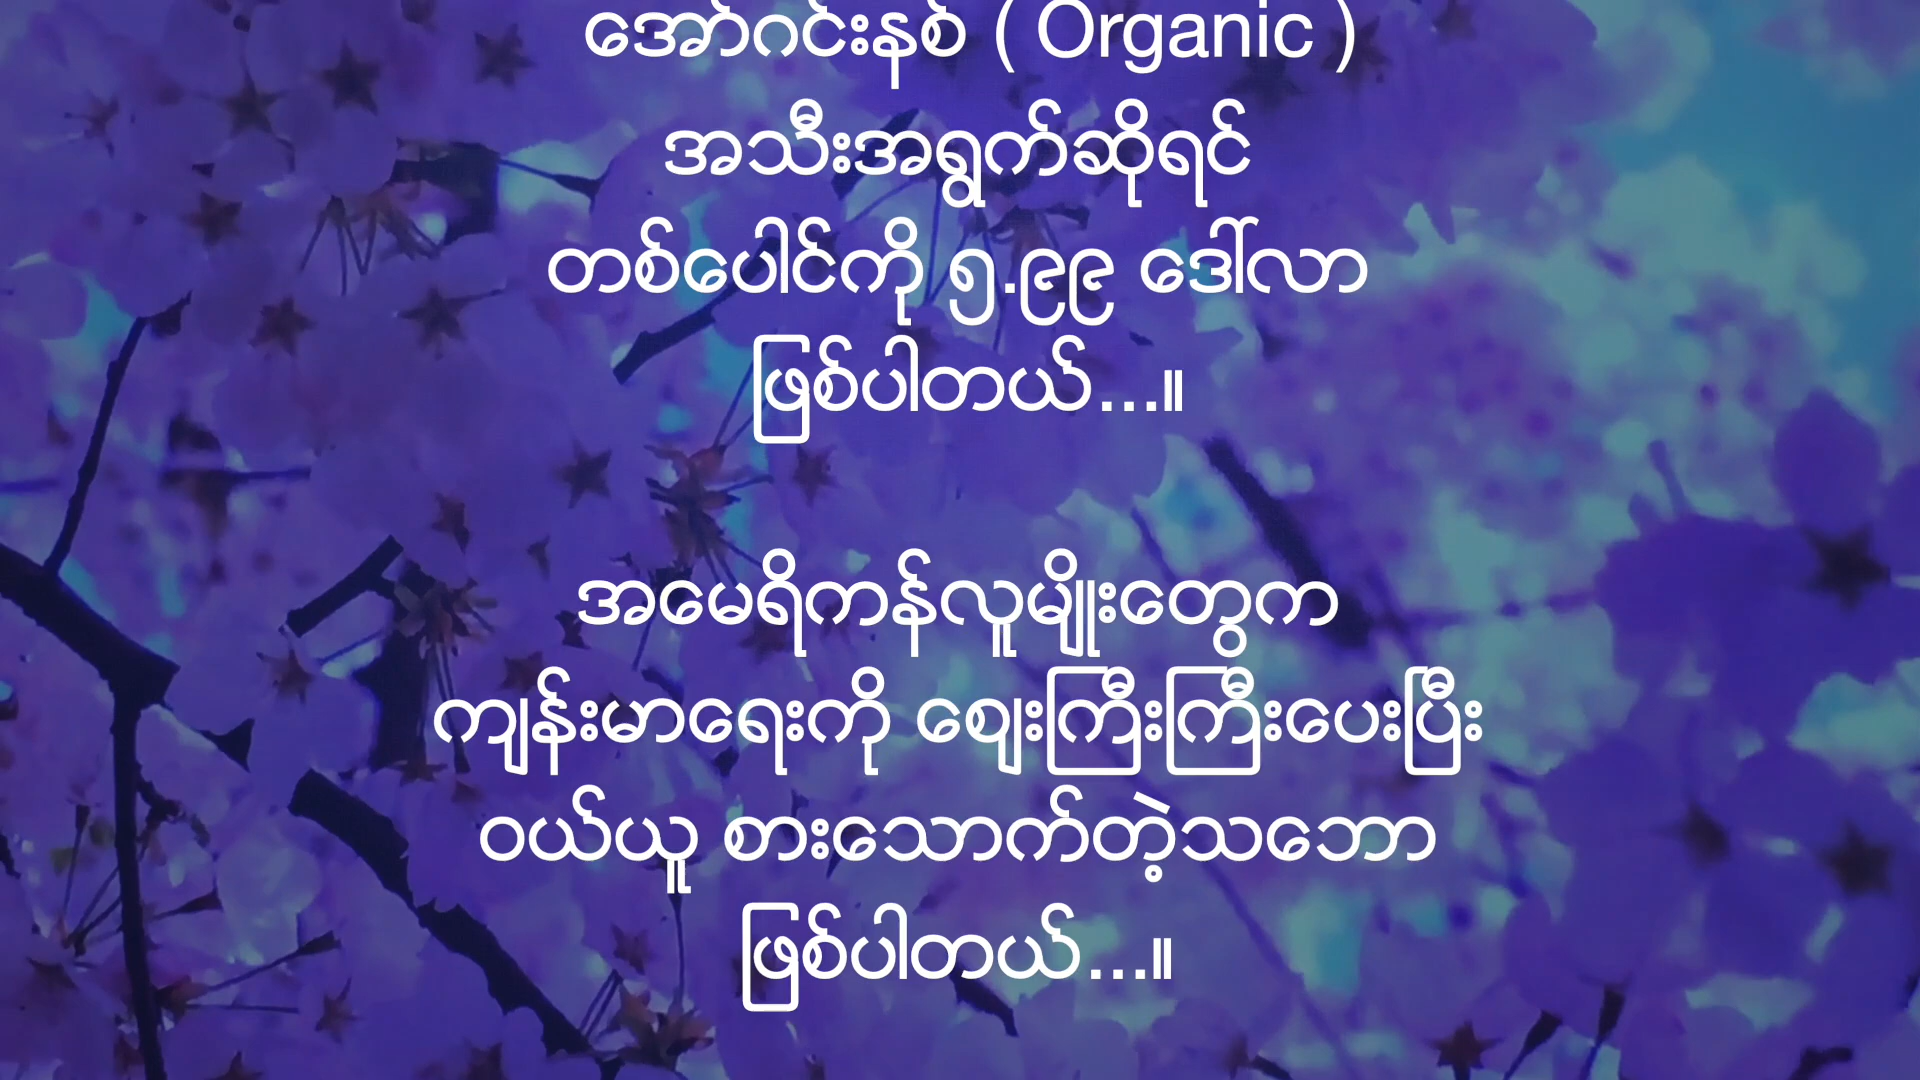 အော်ဂင်းနစ် ( Organic )
အသီးအရွက်ဆိုရင်
တစ်ပေါင်ကို ၅.၉၉ ဒေါ်လာ
ဖြစ်ပါတယ်...။
အမေရိကန်လူမျိုးတွေက
ကျန်းမာရေးကို ဈေးကြီးကြီးပေးပြီး
ဝယ်ယူ စားသောက်တဲ့သဘော
ဖြစ်ပါတယ်...။